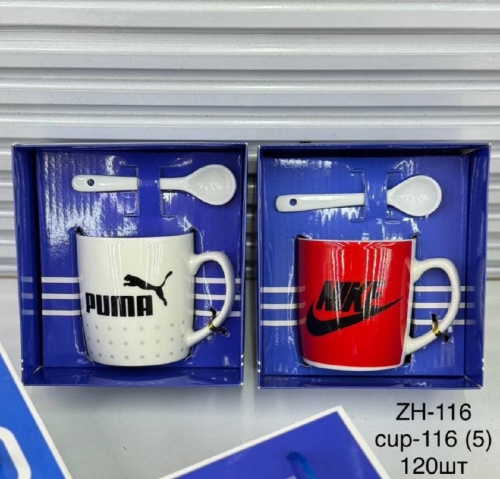 PUMA
NIKE
ZH-116
cup-116 (5)
120шт